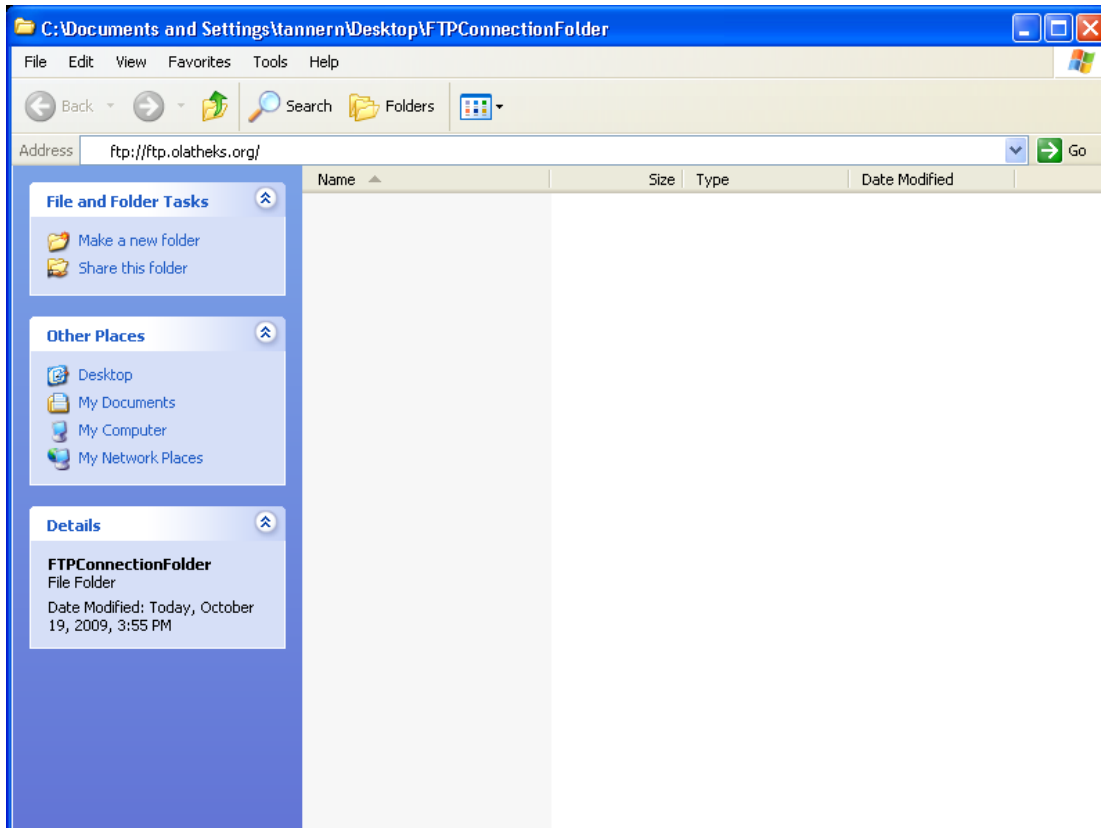 C:\Documents and Settings\tannern\Desktop\FTPConnectionFolder
File Edit View Favorites Tools Help
Back Search Folders
Address ftp://ftp.olatheks.org/ Go
Name Size Type Date Modified
File and Folder Tasks
Make a new folder
Share this folder
Other Places
Desktop
My Documents
My Computer
My Network Places
Details
FTPConnectionFolder
File Folder
Date Modified: Today, October
19, 2009, 3:55 PM